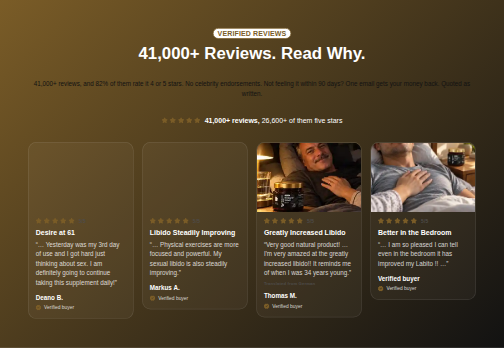 VERIFIED REVIEWS
41,000+ Reviews. Read Why.
41,000+ reviews, and 82% of them rate it 4 or 5 stars. No celebrity endorsements. Not feeling it within 90 days? One email gets your money back. Quoted as
written.
41,000+ reviews, 26,600+ of them five stars
Desire at 61
"… Yesterday was my 3rd day
of use and I got hard just
thinking about sex. I am
definitely going to continue
taking this supplement daily!"
Deano B.
Verified buyer
Libido Steadily Improving
"… Physical exercises are more
focused and powerful. My
sexual libido is also steadily
improving."
Markus A.
Verified buyer
Greatly Increased Libido
"Very good natural product! …
I'm very amazed at the greatly
increased libido!! It reminds me
of when I was 34 years young."
Thomas M.
Verified buyer
Better in the Bedroom
"… I am so pleased I can tell
even in the bedroom it has
improved my Labito !! …"
Verified buyer
Verified buyer